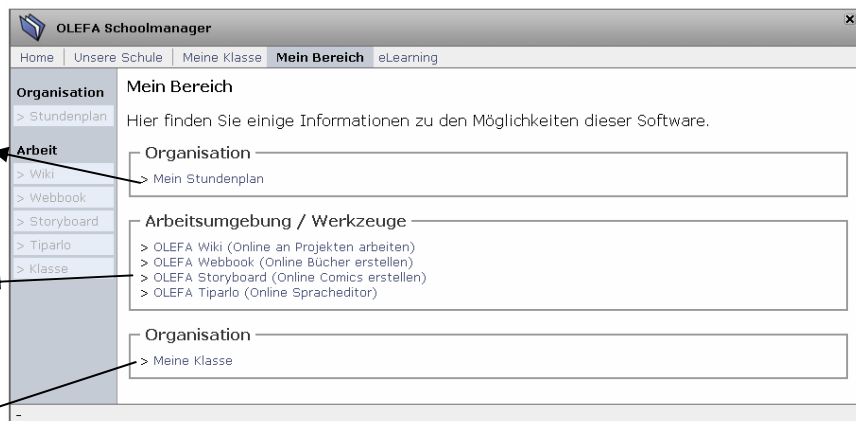 OLEFA Schoolmanager
Home Unsere Schule Meine Klasse Mein Bereich eLearning
Organisation
> Stundenplan
Arbeit
> Wiki
> Webbook
> Storyboard
> Tiparlo
> Klasse
Mein Bereich
Hier finden Sie einige Informationen zu den Möglichkeiten dieser Software.
Organisation
> Mein Stundenplan
Arbeitsumgebung / Werkzeuge
> OLEFA Wiki (Online an Projekten arbeiten)
> OLEFA Webbook (Online Bücher erstellen)
> OLEFA Storyboard (Online Comics erstellen)
> OLEFA Tiparlo (Online Spracheditor)
Organisation
> Meine Klasse
-